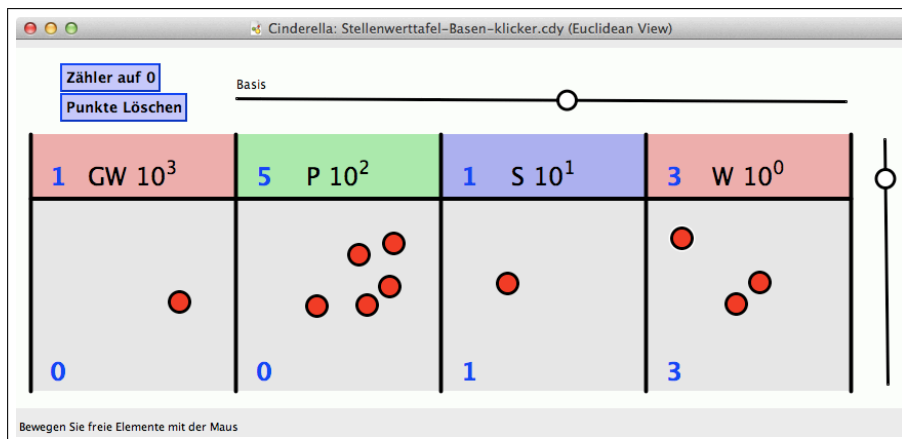 Cinderella: Stellenwerttafel-Basen-klicker.cdy (Euclidean View)
Zähler auf 0
Basis
Punkte Löschen
1 GW 10³ 5 P 10² 1 S 10¹ 3 W 10⁰
0 0 1 3
Bewegen Sie freie Elemente mit der Maus